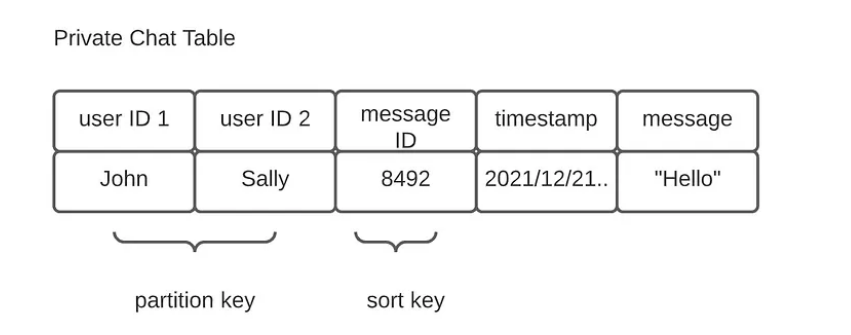 Private Chat Table
user ID 1 user ID 2 message ID timestamp message
John Sally 8492 2021/12/21.. "Hello"
partition key sort key